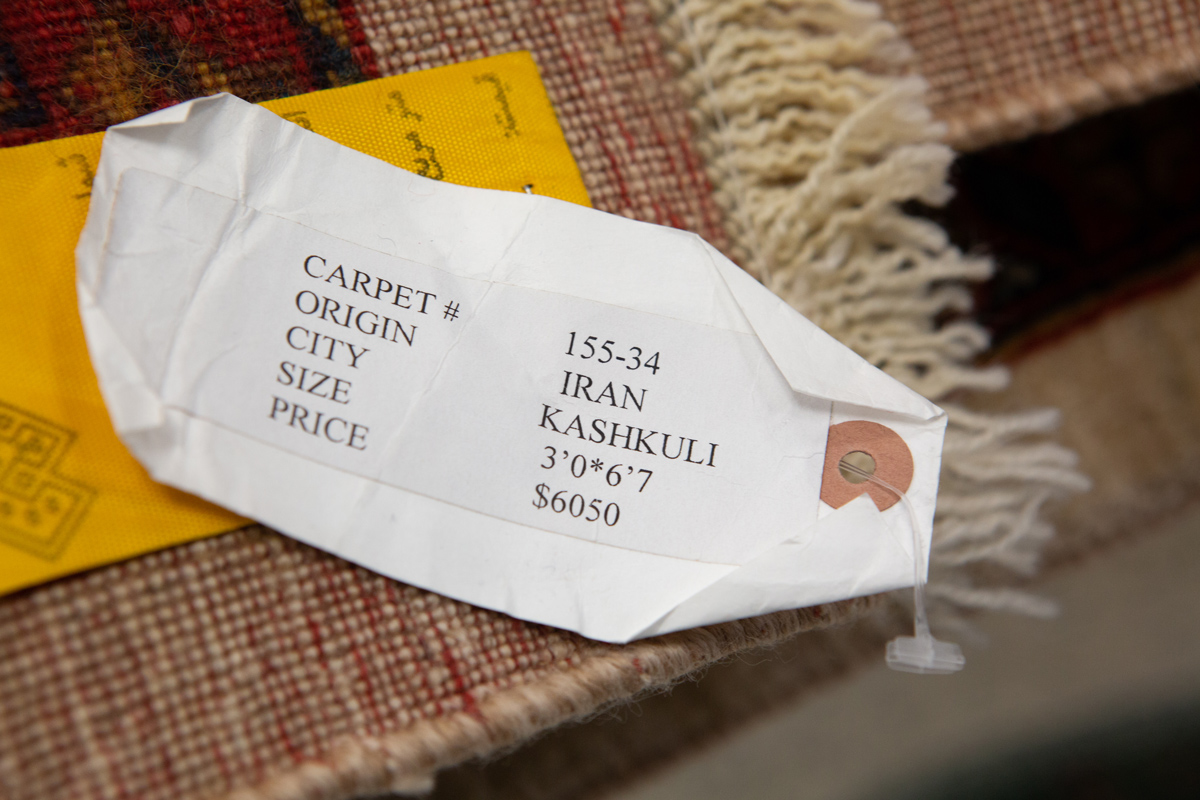 CARPET # 155-34
ORIGIN IRAN
CITY KASHKULI
SIZE 3’0*6’7
PRICE $6050